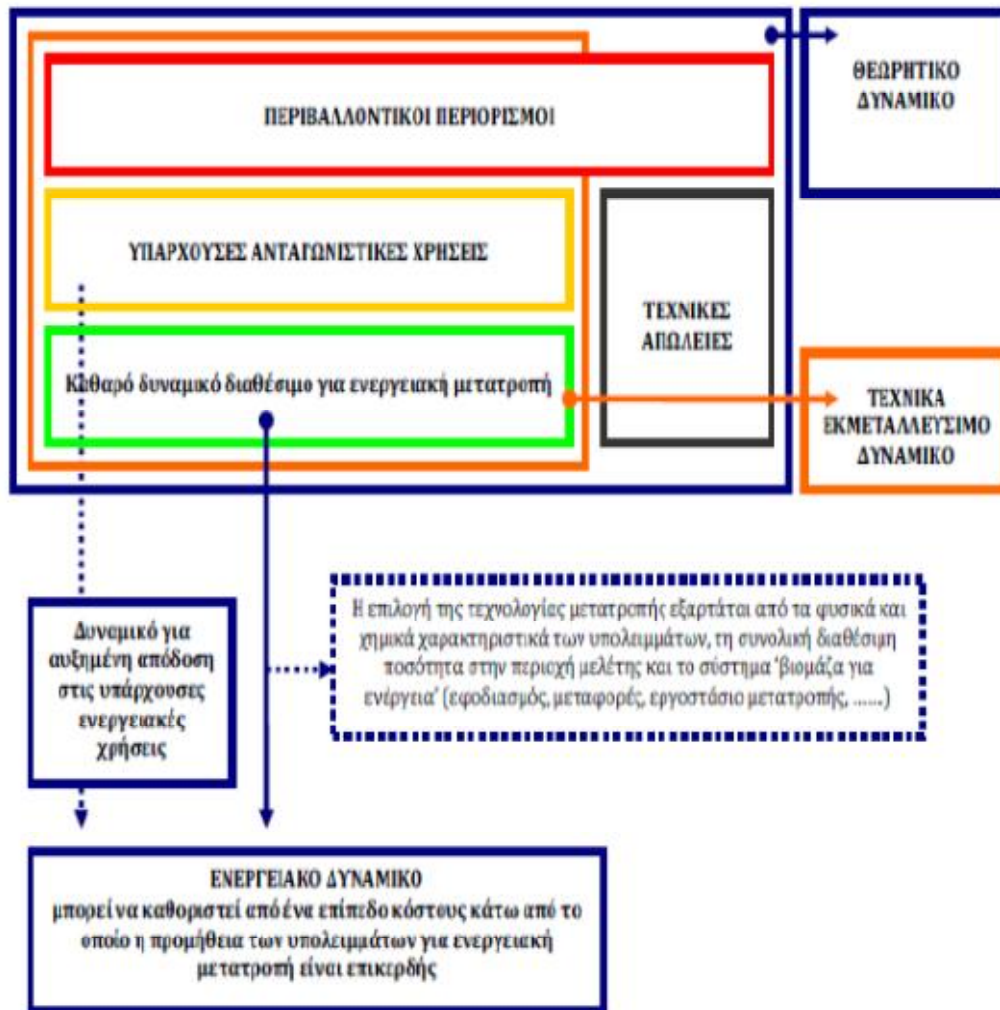 ΘΕΩΡΗΤΙΚΟ
ΔΥΝΑΜΙΚΟ
ΠΕΡΙΒΑΛΛΟΝΤΙΚΟΙ ΠΕΡΙΟΡΙΣΜΟΙ
ΥΠΑΡΧΟΥΣΕΣ ΑΝΤΑΓΩΝΙΣΤΙΚΕΣ ΧΡΗΣΕΙΣ
ΤΕΧΝΙΚΕΣ
ΑΠΩΛΕΙΕΣ
Καθαρό δυναμικό διαθέσιμο για ενεργειακή μετατροπή
ΤΕΧΝΙΚΑ
ΕΚΜΕΤΑΛΛΕΥΣΙΜΟ
ΔΥΝΑΜΙΚΟ
Δυναμικό για
αυξημένη απόδοση
στις υπάρχουσες
ενεργειακές
χρήσεις
Η επιλογή της τεχνολογίας μετατροπής εξαρτάται από τα φυσικά και
χημικά χαρακτηριστικά των υπολειμμάτων, τη συνολική διαθέσιμη
ποσότητα στην περιοχή μελέτης και το σύστημα 'βιομάζα για
ενέργεια' (εφοδιασμός, μεταφορές, εργοστάσιο μετατροπής, .......)
ΕΝΕΡΓΕΙΑΚΟ ΔΥΝΑΜΙΚΟ
μπορεί να καθοριστεί από ένα επίπεδο κόστους κάτω από το
οποίο η προμήθεια των υπολειμμάτων για ενεργειακή
μετατροπή είναι επικερδής